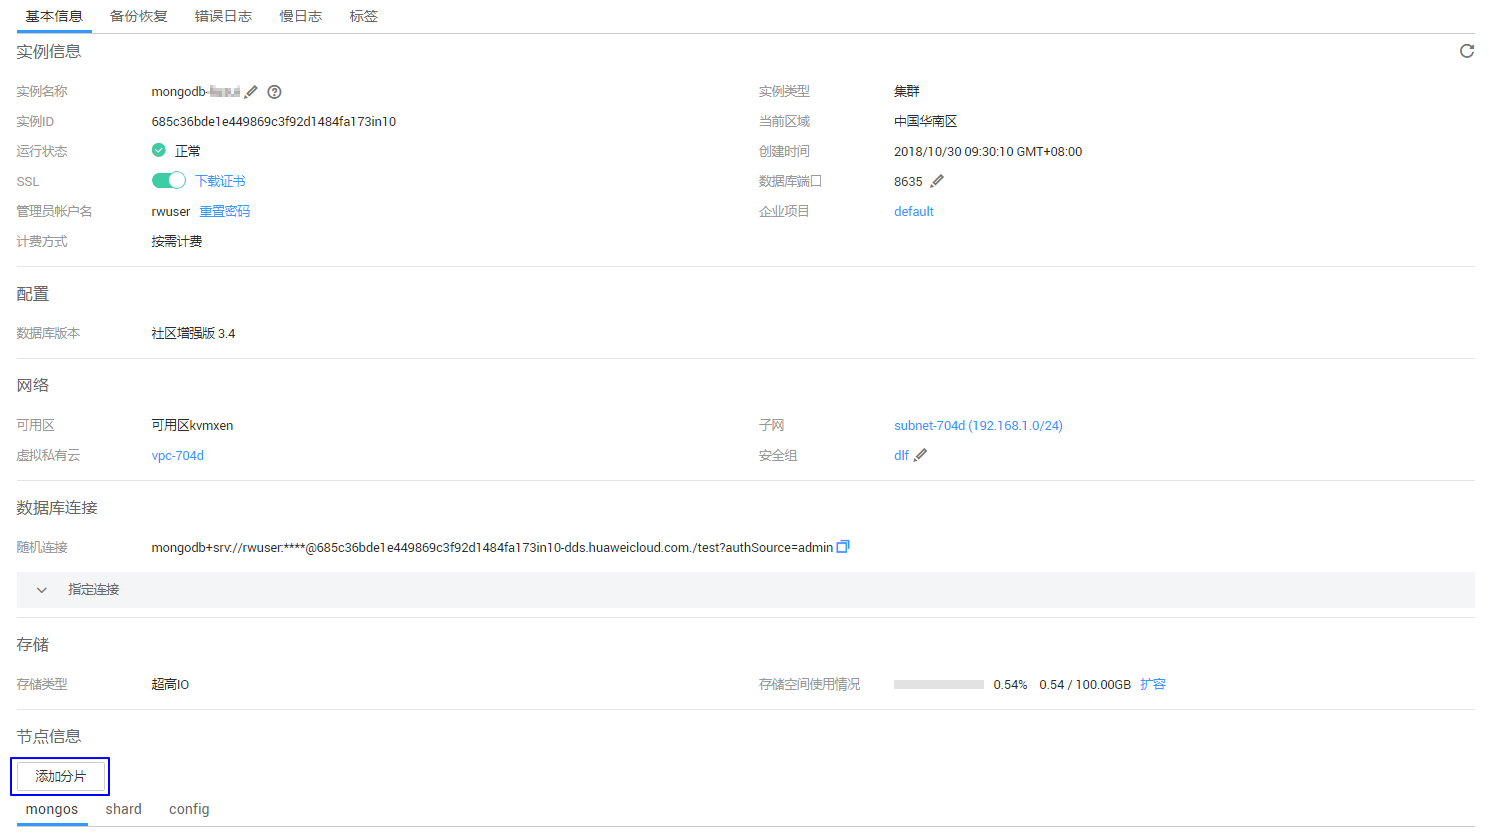 基本信息 备份恢复 错误日志 慢日志 标签
实例信息
实例名称 mongodb- 实例类型 集群
实例ID 685c36bde1e449869c3f92d1484fa173in10 当前区域 中国华南区
运行状态 正常 创建时间 2018/10/30 09:30:10 GMT+08:00
SSL 下载证书 数据库端口 8635
管理员帐户名 rwuser 重置密码 企业项目 default
计费方式 按需计费
配置
数据库版本 社区增强版 3.4
网络
可用区 可用区kvmxen 子网 subnet-704d (192.168.1.0/24)
虚拟私有云 vpc-704d 安全组 dlf
数据库连接
随机连接 mongodb+srv://rwuser:****@685c36bde1e449869c3f92d1484fa173in10-dds.huaweicloud.com./test?authSource=admin
指定连接
存储
存储类型 超高IO 存储空间使用情况 0.54% 0.54 / 100.00GB 扩容
节点信息
添加分片
mongos shard config